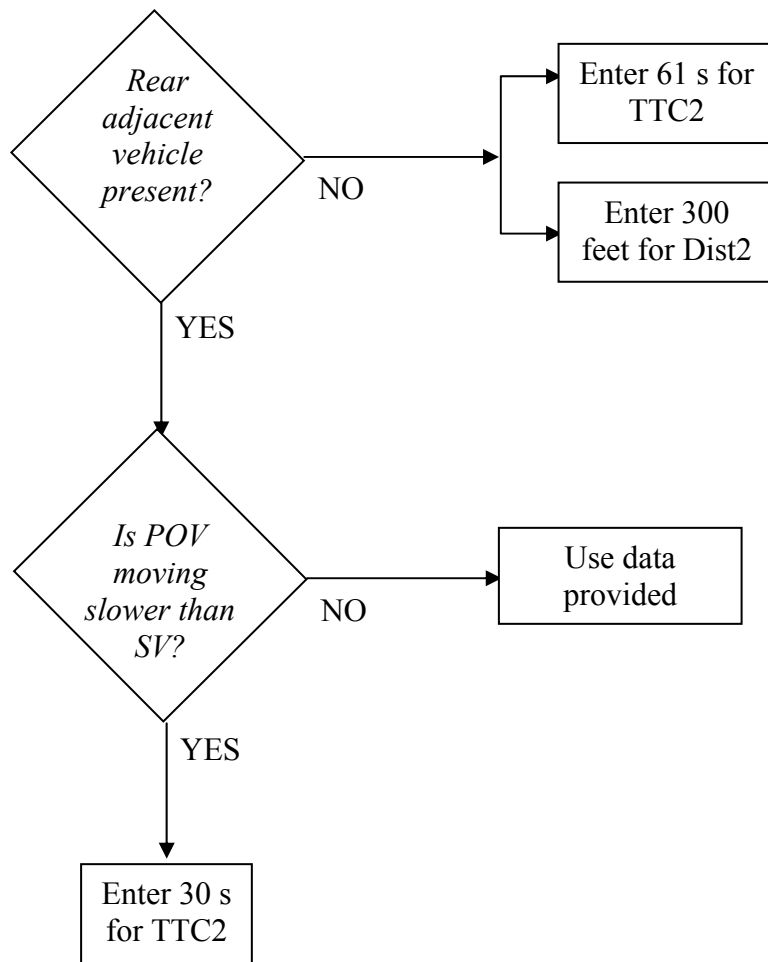 Rear
adjacent
vehicle
present?
NO
Enter 61 s for
TTC2
Enter 300
feet for Dist2
YES
Is POV
moving
slower than
SV?
NO
Use data
provided
YES
Enter 30 s
for TTC2